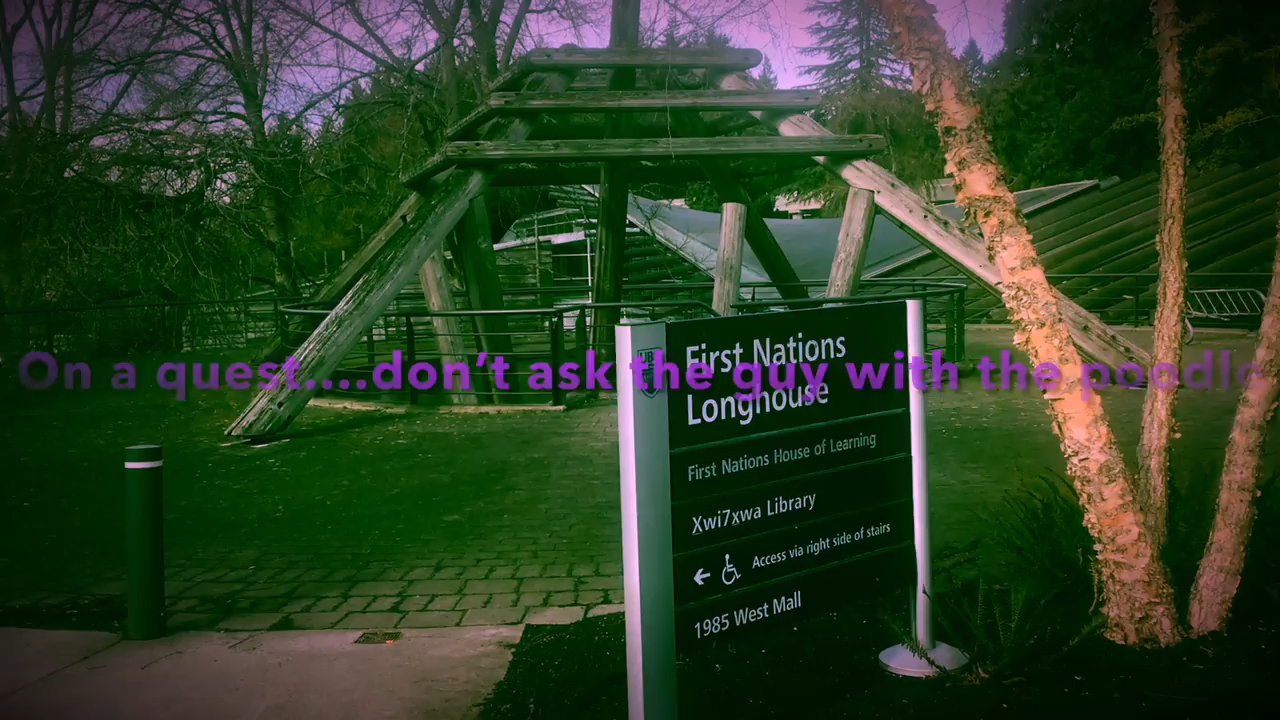 On a quest....don't ask the guy with the poodle
UB
First Nations
Longhouse
First Nations House of Learning
Xwi7xwa Library
Access via right side of stairs
1985 West Mall